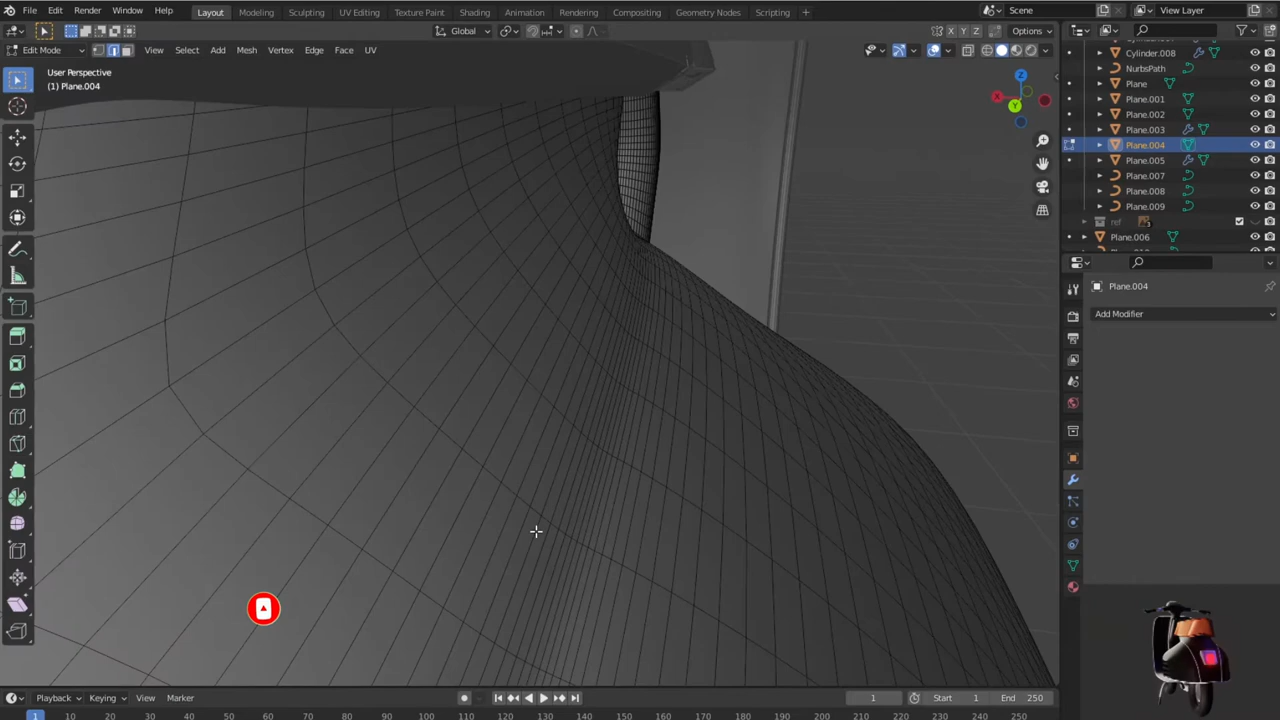 File Edit Render Window Help Layout Modeling Sculpting UV Editing Texture Paint Shading Animation Rendering Compositing Geometry Nodes Scripting + Scene View Layer
Global X Y Z Options
Edit Mode View Select Add Mesh Vertex Edge Face UV
User Perspective
(1) Plane.004
Z
X
Y
Cylinder.008
NurbsPath
Plane
Plane.001
Plane.002
Plane.003
Plane.004
Plane.005
Plane.007
Plane.008
Plane.009
ref
Plane.006
Plane.004
Add Modifier
Playback Keying View Marker 1 Start 1 End 250
1 10 20 30 40 50 60 70 80 90 100 110 120 130 140 150 160 170 180 190 200 210 220 230 240 250